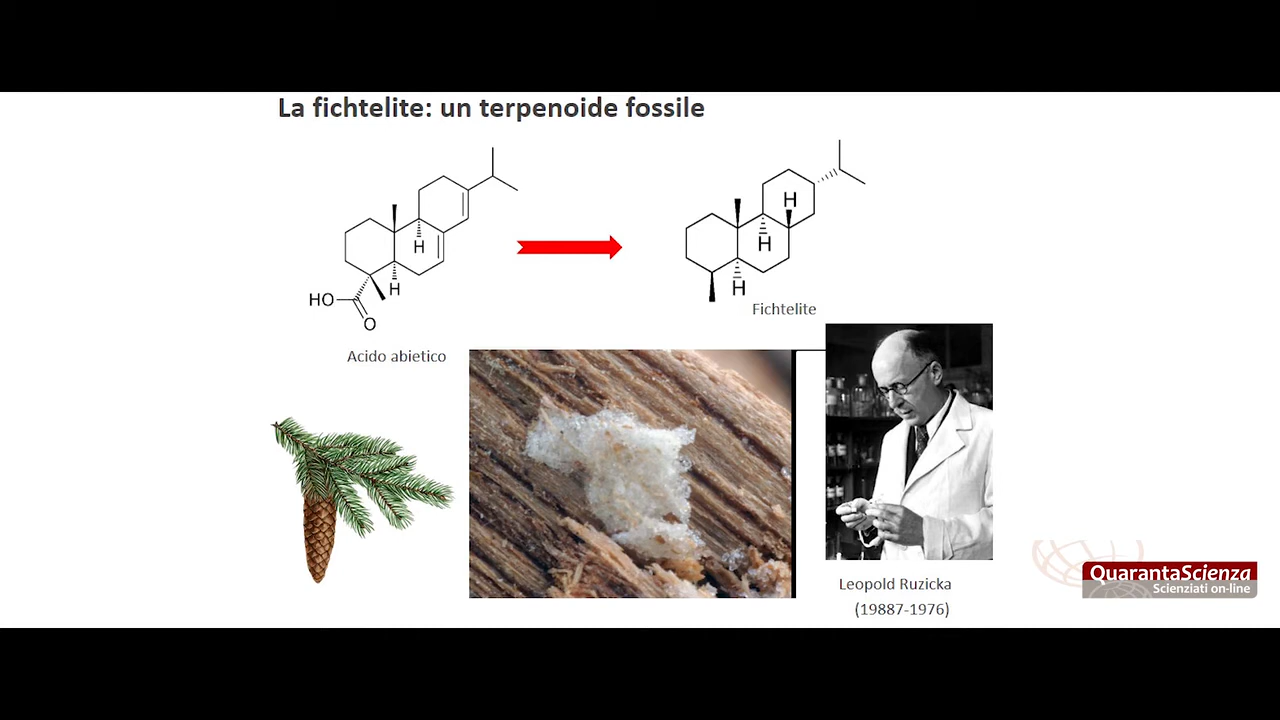 La fichtelite: un terpenoide fossile
H
H
HO
O
Acido abietico
H
H
H
Fichtelite
Leopold Ruzicka
(19887-1976)
QuarantaScienza
Scienziati on-line